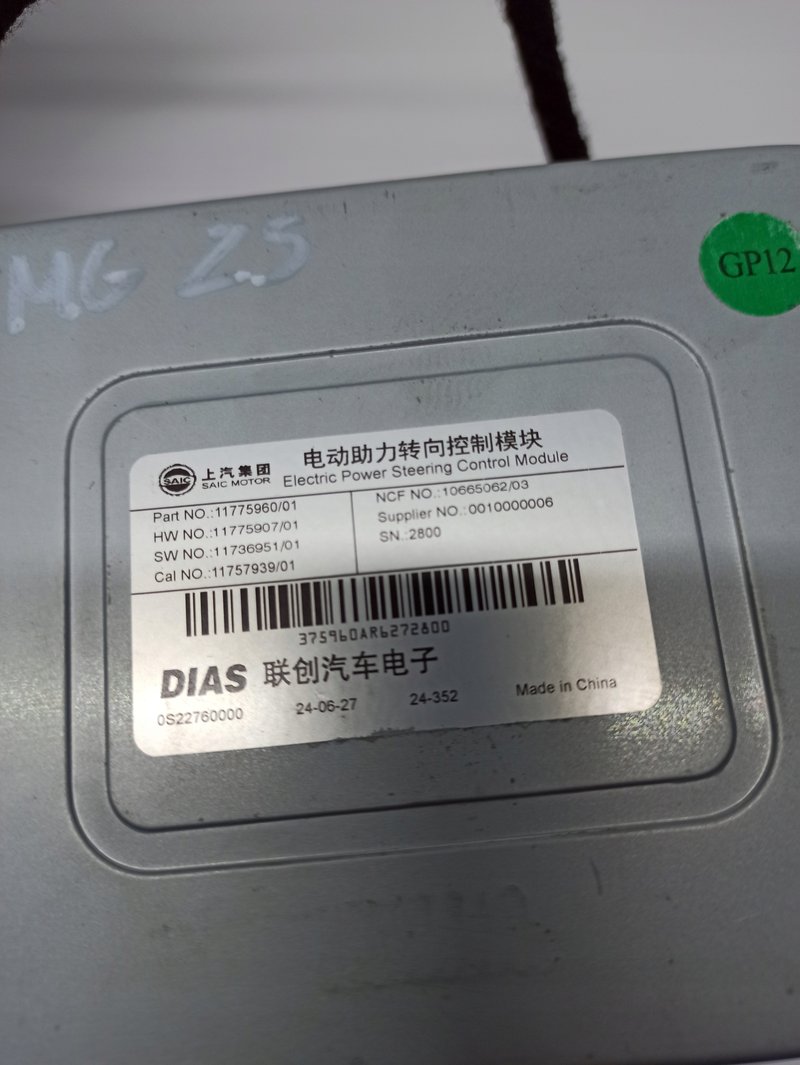 MG ZS
GP12
SAIC 上汽集团
SAIC MOTOR
电动助力转向控制模块
Electric Power Steering Control Module
Part NO.:11775960/01
HW NO.:11775907/01
SW NO.:11736951/01
Cal NO.:11757939/01
NCF NO.:10665062/03
Supplier NO.:0010000006
SN.:2800
375960AR6272800
DIAS 联创汽车电子
0S22760000 24-06-27 24-352 Made in China